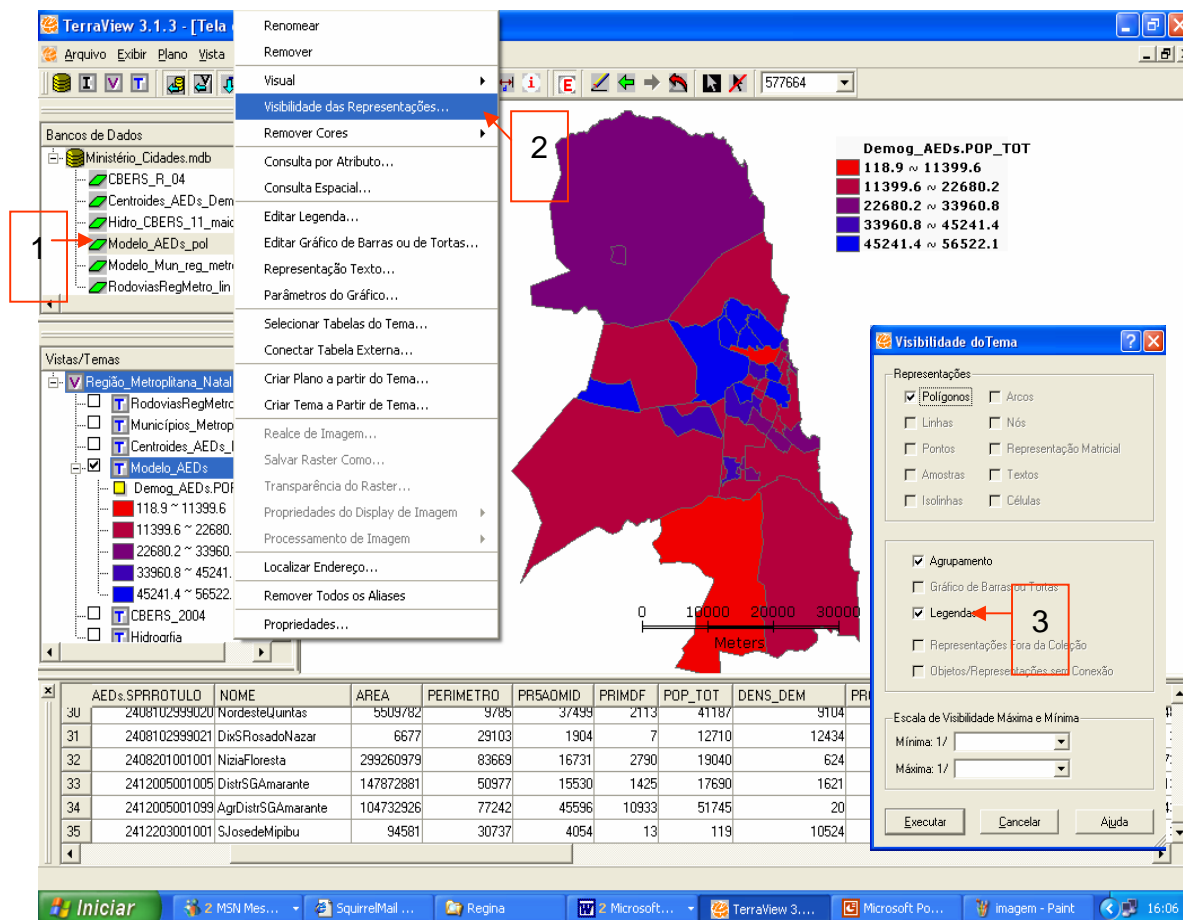 TerraView 3.1.3 - [Tela
Arquivo Exibir Plano Vista
I V T
i
E
577664
Bancos de Dados
Ministério_Cidades.mdb
CBERS_R_04
Centroides_AEDs_Dem
Hidro_CBERS_11_maio
Modelo_AEDs_pol
Modelo_Mun_reg_metro
RodoviasRegMetro_lin
1
Vistas/Temas
V Região_Metroplitana_Natal
T RodoviasRegMetro
T Municípios_Metrop
T Centroides_AEDs_
T Modelo_AEDs
Demog_AEDs.POP
118.9 ~ 11399.6
11399.6 ~ 22680.
22680.2 ~ 33960.
33960.8 ~ 45241.
45241.4 ~ 56522.
T CBERS_2004
T Hidrogrfia
Renomear
Remover
Visual
Visibilidade das Representações...
Remover Cores
Consulta por Atributo...
Consulta Espacial...
Editar Legenda...
Editar Gráfico de Barras ou de Tortas...
Representação Texto...
Parâmetros do Gráfico...
Selecionar Tabelas do Tema...
Conectar Tabela Externa...
Criar Plano a partir do Tema...
Criar Tema a Partir de Tema...
Realce de Imagem...
Salvar Raster Como...
Transparência do Raster...
Propriedades do Display de Imagem
Processamento de Imagem
Localizar Endereço...
Remover Todos os Aliases
Propriedades...
2
Demog_AEDs.POP_TOT
118.9 ~ 11399.6
11399.6 ~ 22680.2
22680.2 ~ 33960.8
33960.8 ~ 45241.4
45241.4 ~ 56522.1
0 10000 20000 30000
Meters
Visibilidade doTema
Representações
Polígonos Arcos
Linhas Nós
Pontos Representação Matricial
Amostras Textos
Isolinhas Células
Agrupamento
Gráfico de Barras ou Tortas
Legendas
3
Representações Fora da Coleção
Objetos/Representações sem Conexão
Escala de Visibilidade Máxima e Mínima
Mínima: 1/
Máxima: 1/
Executar Cancelar Ajuda
AEDs.SPRROTULO NOME AREA PERIMETRO PR5AOMID PRIMDF POP_TOT DENS_DEM
30 2408102999020 NordesteQuintas 5509782 9785 37499 2113 41187 9104
31 2408102999021 DixSRosadoNazar 6677 29103 1904 7 12710 12434
32 2408201001001 NiziaFloresta 299260979 83669 16731 2790 19040 624
33 2412005001005 DistrSGAmarante 147872881 50977 15530 1425 17690 1621
34 2412005001099 AgrDistrSGAmarante 104732926 77242 45596 10933 51745 20
35 2412203001001 SJosedeMipibu 94581 30737 4054 13 119 10524
Iniciar 2 MSN Mes... SquirrelMail ... Regina 2 Microsoft... TerraView 3.... Microsoft Po... imagem - Paint 16:06